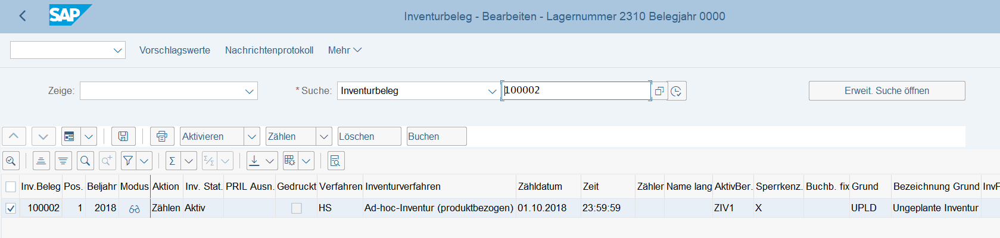 SAP
Inventurbeleg - Bearbeiten - Lagernummer 2310 Belegjahr 0000
Vorschlagswerte Nachrichtenprotokoll Mehr
Zeige: * Suche: Inventurbeleg 100002 Erweit. Suche öffnen
Aktivieren Zählen Löschen Buchen
Inv.Beleg Pos. Beljahr Modus Aktion Inv. Stat. PRIL Ausn. Gedruckt Verfahren Inventurverfahren Zähldatum Zeit Zähler Name lang AktivBer. Sperrkenz. Buchb. fix Grund Bezeichnung Grund InvP
100002 1 2018 Zählen Aktiv HS Ad-hoc-Inventur (produktbezogen) 01.10.2018 23:59:59 ZIV1 X UPLD Ungeplante Inventur